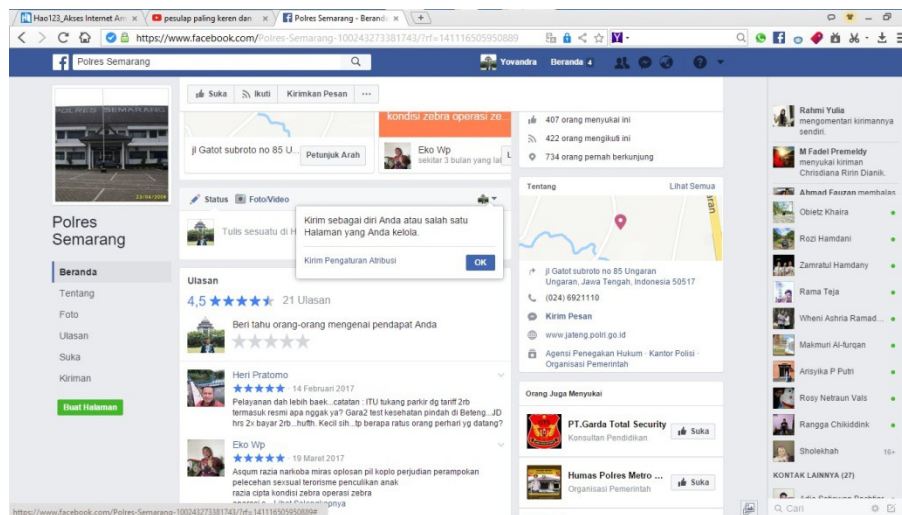 Hao123_Akses Internet Am
pesulap paling keren dan
Polres Semarang - Beranda
https://www.facebook.com/Polres-Semarang-100243273381743/?rf=141116505950889
Polres Semarang
Yovandra
Beranda 4
Suka
Ikuti
Kirimkan Pesan
POLRES SEMARANG
Polres
Semarang
Beranda
Tentang
Foto
Ulasan
Suka
Kiriman
Buat Halaman
jl Gatot subroto no 85 U...
Petunjuk Arah
kondisi zebra operasi ze...
Eko Wp
sekitar 3 bulan yang lal
Status
Foto/Video
Tulis sesuatu di H
Kirim sebagai diri Anda atau salah satu
Halaman yang Anda kelola.
Kirim Pengaturan Atribusi
OK
Ulasan
4,5 ★★★★★ 21 Ulasan
Beri tahu orang-orang mengenai pendapat Anda
Heri Pratomo
★★★★★ · 14 Februari 2017
Pelayanan dah lebih baek...catatan : ITU tukang parkir dg tariff 2rb
termasuk resmi apa nggak ya? Gara2 test kesehatan pindah di Beteng...JD
hrs 2x bayar 2rb...hufth. Kecil sih...tp berapa ratus orang perhari yg datang?
Eko Wp
★★★★★ · 19 Maret 2017
Asqum razia narkoba miras oplosan pil koplo perjudian perampokan
pelecehan sexsual terorisme penculikan anak
razia cipta kondisi zebra operasi zebra
407 orang menyukai ini
422 orang mengikuti ini
734 orang pernah berkunjung
Tentang
Lihat Semua
jl Gatot subroto no 85 Ungaran
Ungaran, Jawa Tengah, Indonesia 50517
(024) 6921110
Kirim Pesan
www.jateng.polri.go.id
Agensi Penegakan Hukum · Kantor Polisi ·
Organisasi Pemerintah
Orang Juga Menyukai
PT.Garda Total Security
Konsultan Pendidikan
Suka
Humas Polres Metro ...
Organisasi Pemerintah
Suka
Rahmi Yulia
mengomentari kirimannya
sendiri.
M Fadel Premeldy
menyukai kiriman
Chrisdiana Ririn Dianik.
Ahmad Fauzan membalas
Obietz Khaira
Rozi Hamdani
Zamratul Hamdany
Rama Teja
Wheni Ashria Ramad...
Makmuri Al-furqan
Arisyika P Putri
Rosy Netraun Vals
Rangga Chikiddink
Sholekhah
16+
KONTAK LAINNYA (27)
Cari
https://www.facebook.com/Polres-Semarang-100243273381743/?rf=141116505950889#